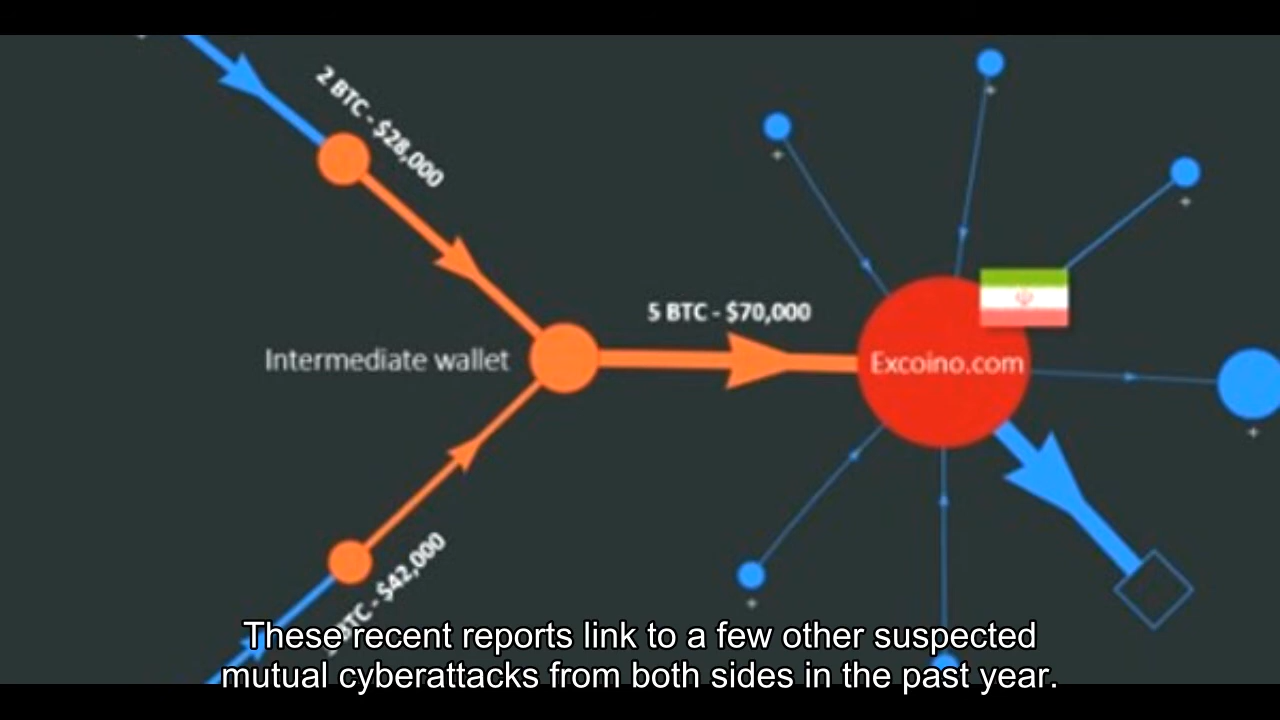 2 BTC - $28,000
5 BTC - $70,000
Intermediate wallet
Excoino.com
BTC - $42,000
These recent reports link to a few other suspected
mutual cyberattacks from both sides in the past year.